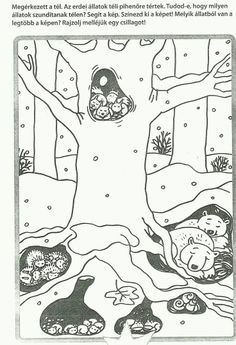 Megérkezett a tél. Az erdei állatok téli pihenőre tértek. Tudod-e, hogy milyen
állatok szundítanak télen? Segít a kép. Színezd ki a képet! Melyik állatból van a
legtöbb a képen? Rajzolj melléjük egy csillagot!